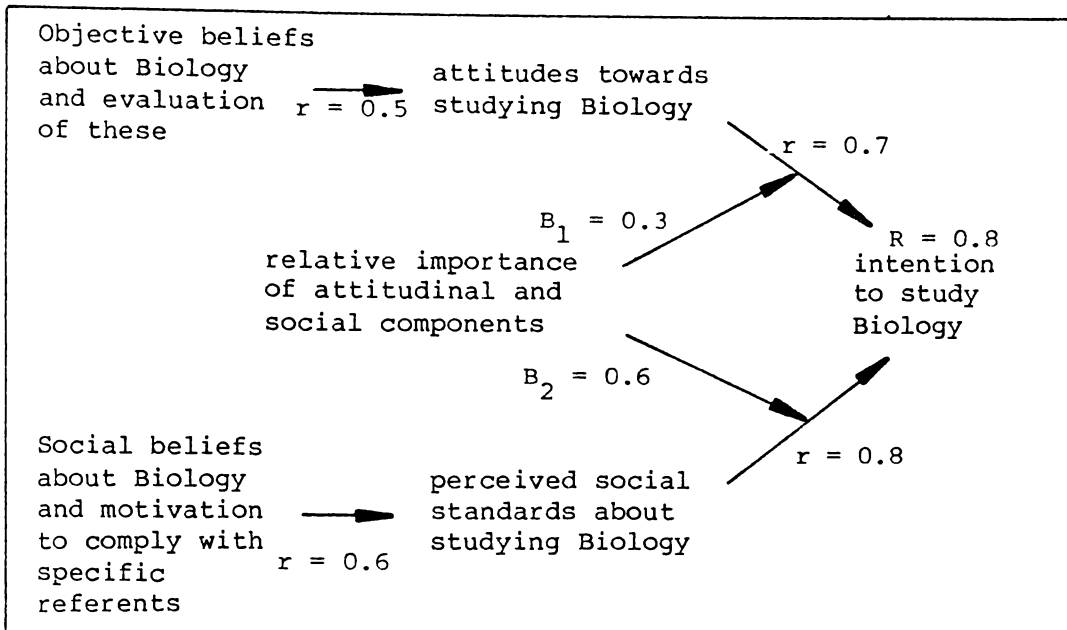 Objective beliefs
about Biology
and evaluation
of these
r = 0.5
attitudes towards
studying Biology
r = 0.7
B1 = 0.3
relative importance
of attitudinal and
social components
B2 = 0.6
R = 0.8
intention
to study
Biology
Social beliefs
about Biology
and motivation
to comply with
specific
referents
r = 0.6
perceived social
standards about
studying Biology
r = 0.8